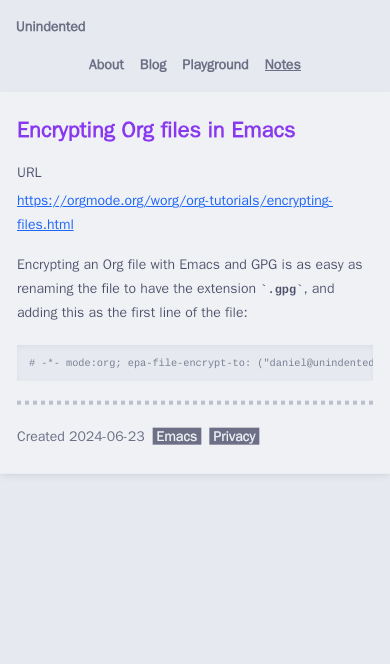 Unindented
About Blog Playground Notes
Encrypting Org files in Emacs
URL
https://orgmode.org/worg/org-tutorials/encrypting-
files.html
Encrypting an Org file with Emacs and GPG is as easy as
renaming the file to have the extension `.gpg`, and
adding this as the first line of the file:
# -*- mode:org; epa-file-encrypt-to: ("daniel@unindented
Created 2024-06-23 Emacs Privacy